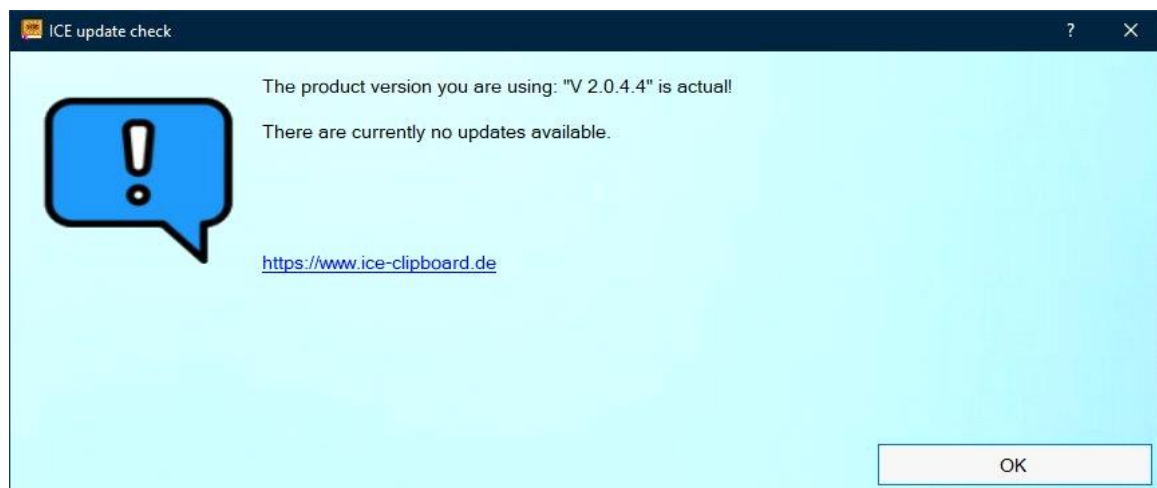 ICE update check
The product version you are using: "V 2.0.4.4" is actual!
There are currently no updates available.
https://www.ice-clipboard.de
OK